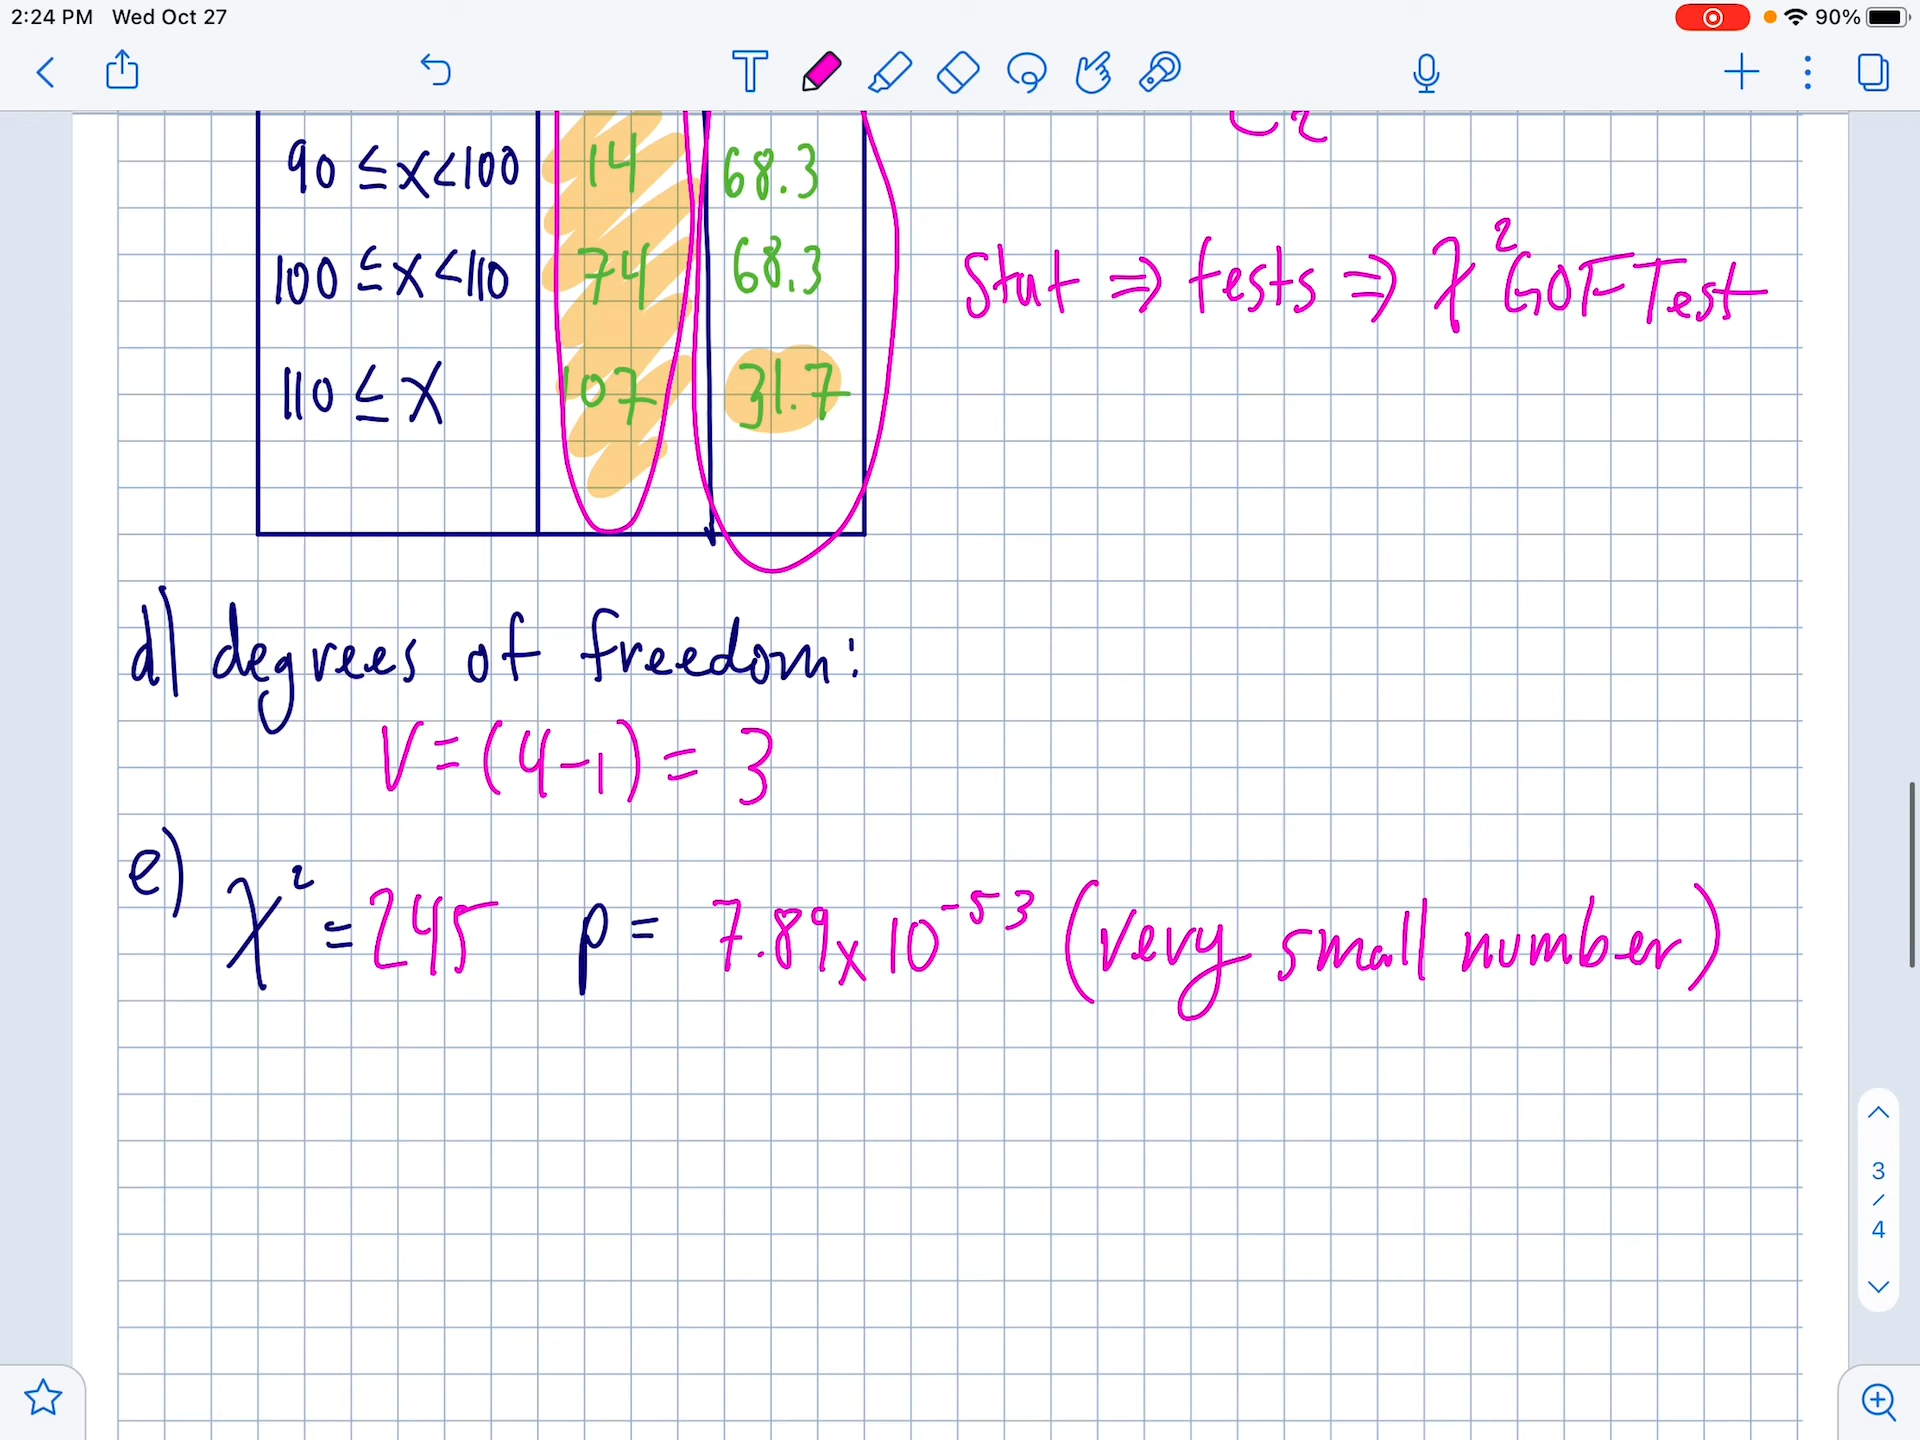 2:24 PM Wed Oct 27
90%
T
90 ≤ x < 100 14 68.3
100 ≤ x < 110 74 68.3
Stat ⇒ tests ⇒ χ² GOF Test
110 ≤ x 107 31.7
d) degrees of freedom:
V = (4-1) = 3
e)
χ² = 245 p = 7.89 x 10⁻⁵³ (very small number)
3
/
4